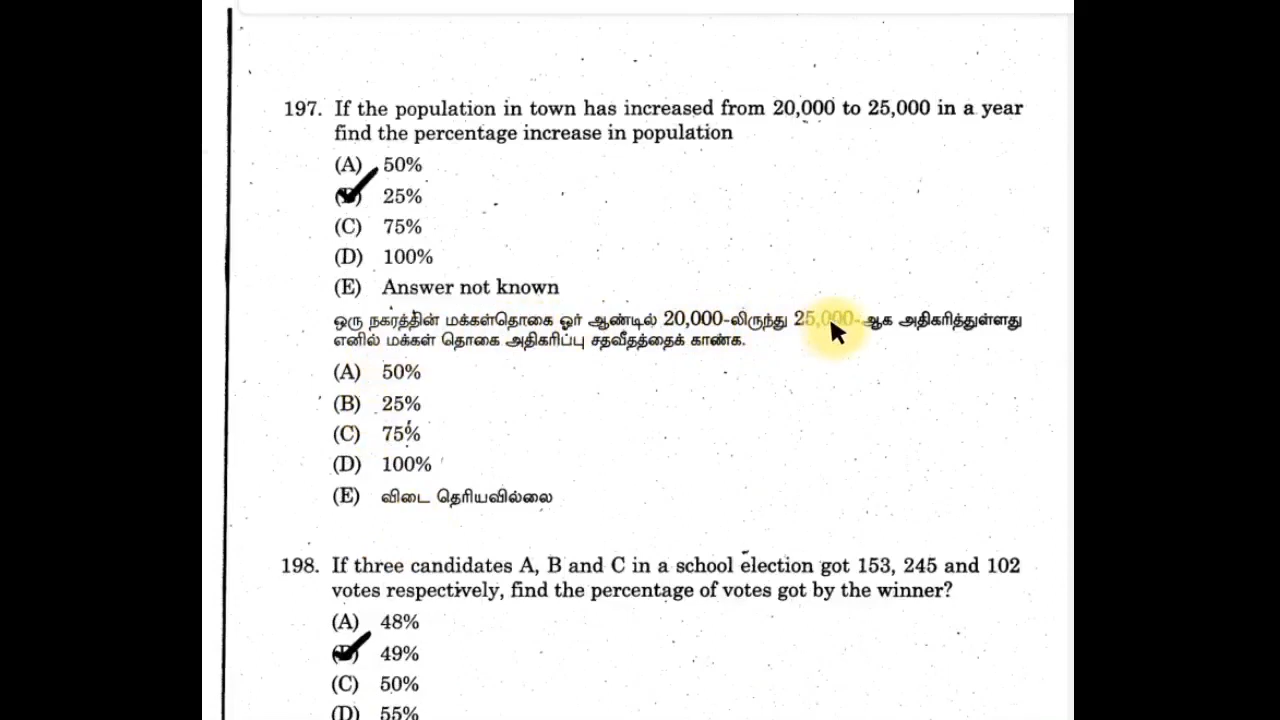 197. If the population in town has increased from 20,000 to 25,000 in a year
find the percentage increase in population
(A) 50%
25%
(C) 75%
(D) 100%
(E) Answer not known
ஒரு நகரத்தின் மக்கள்தொகை ஓர் ஆண்டில் 20,000-லிருந்து 25,000-ஆக அதிகரித்துள்ளது
எனில் மக்கள் தொகை அதிகரிப்பு சதவீதத்தைக் காண்க.
(A) 50%
(B) 25%
(C) 75%
(D) 100%
(E) விடை தெரியவில்லை
198. If three candidates A, B and C in a school election got 153, 245 and 102
votes respectively, find the percentage of votes got by the winner?
(A) 48%
49%
(C) 50%
(D) 55%